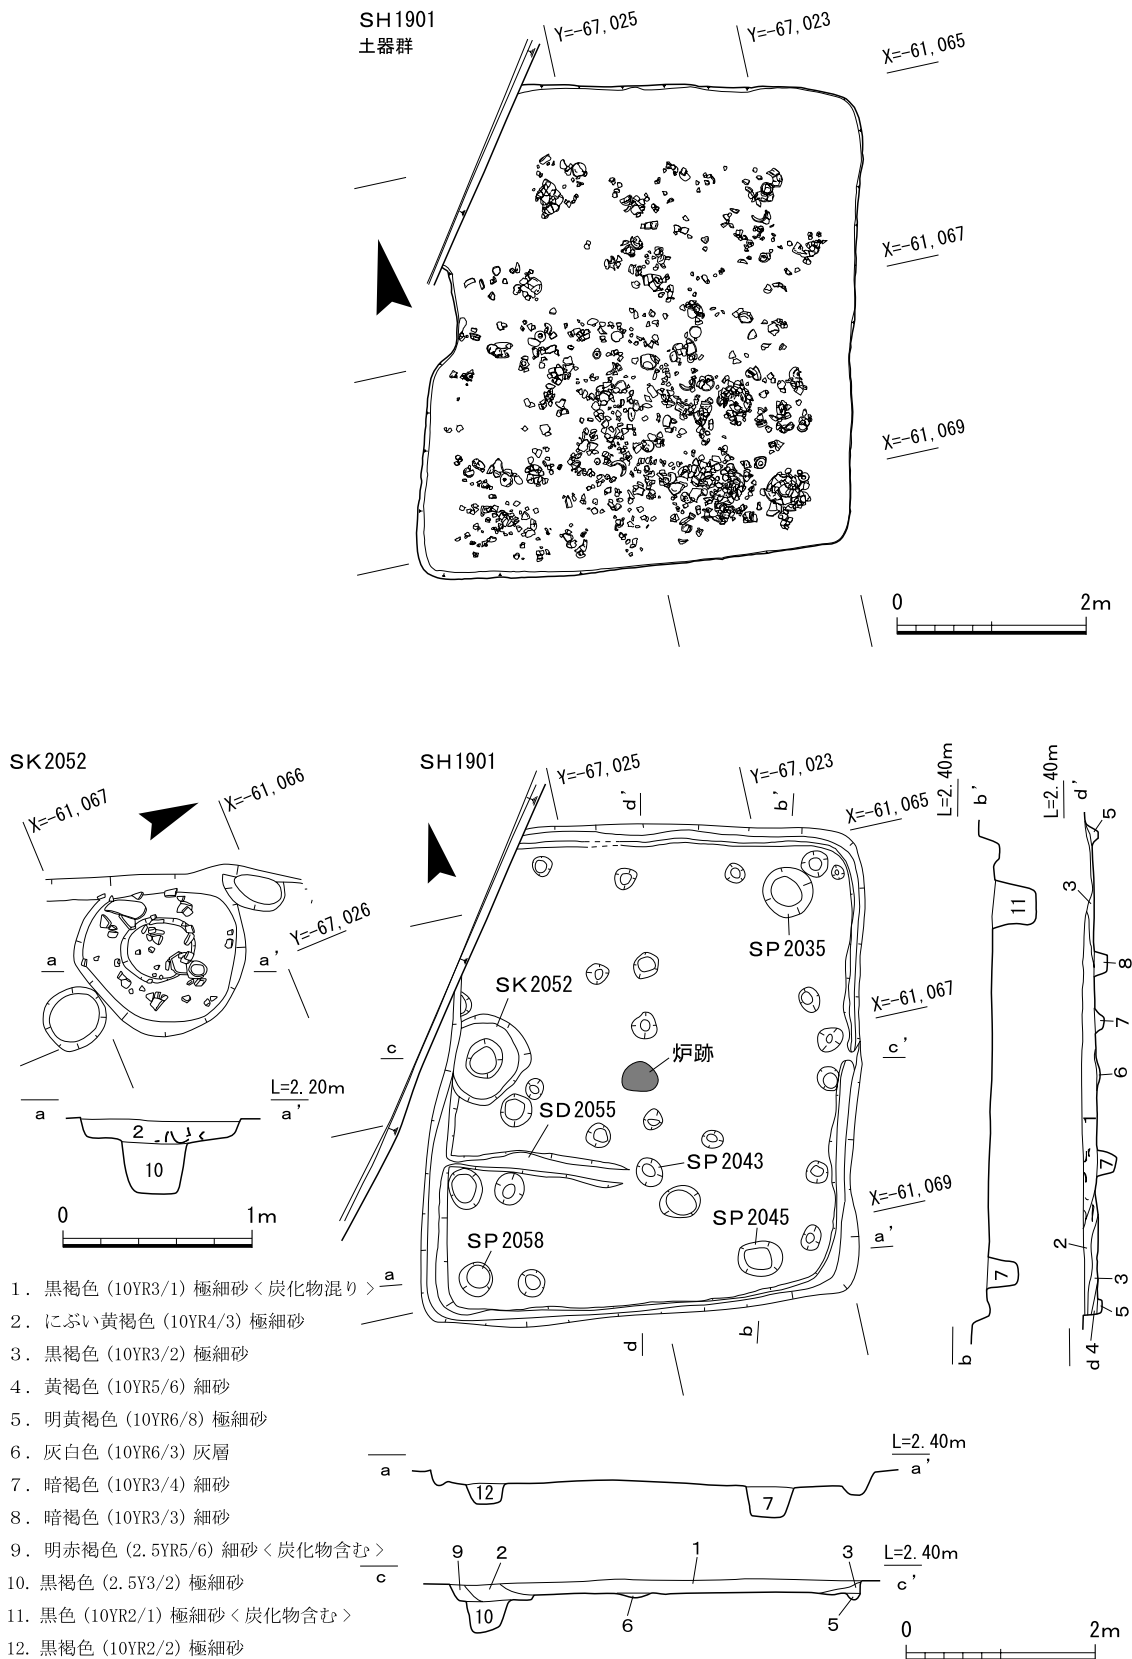 SH1901
土器群
Y=-67,025
Y=-67,023
X=-61,065
X=-61,067
X=-61,069
0 2m
SK2052
X=-61,067
X=-61,066
Y=-67,026
a a'
L=2.20m
a a'
2
10
0 1m
SH1901
Y=-67,025
Y=-67,023
X=-61,065
X=-61,067
X=-61,069
d' b'
SP2035
SK2052
c c'
炉跡
SD2055
SP2043
SP2045
SP2058
a a'
d b
L=2.40m
b'
11
7
b
L=2.40m
d'
5
3
8
7
6
1
7
2
3
5
4
d
1. 黒褐色 (10YR3/1) 極細砂<炭化物混り>
2. にぶい黄褐色 (10YR4/3) 極細砂
3. 黒褐色 (10YR3/2) 極細砂
4. 黄褐色 (10YR5/6) 細砂
5. 明黄褐色 (10YR6/8) 極細砂
6. 灰白色 (10YR6/3) 灰層
7. 暗褐色 (10YR3/4) 細砂
8. 暗褐色 (10YR3/3) 細砂
9. 明赤褐色 (2.5YR5/6) 細砂<炭化物含む>
10. 黒褐色 (2.5Y3/2) 極細砂
11. 黒色 (10YR2/1) 極細砂<炭化物含む>
12. 黒褐色 (10YR2/2) 極細砂
L=2.40m
a a'
12 7
L=2.40m
c c'
9 2 1 3
10 6 5
0 2m